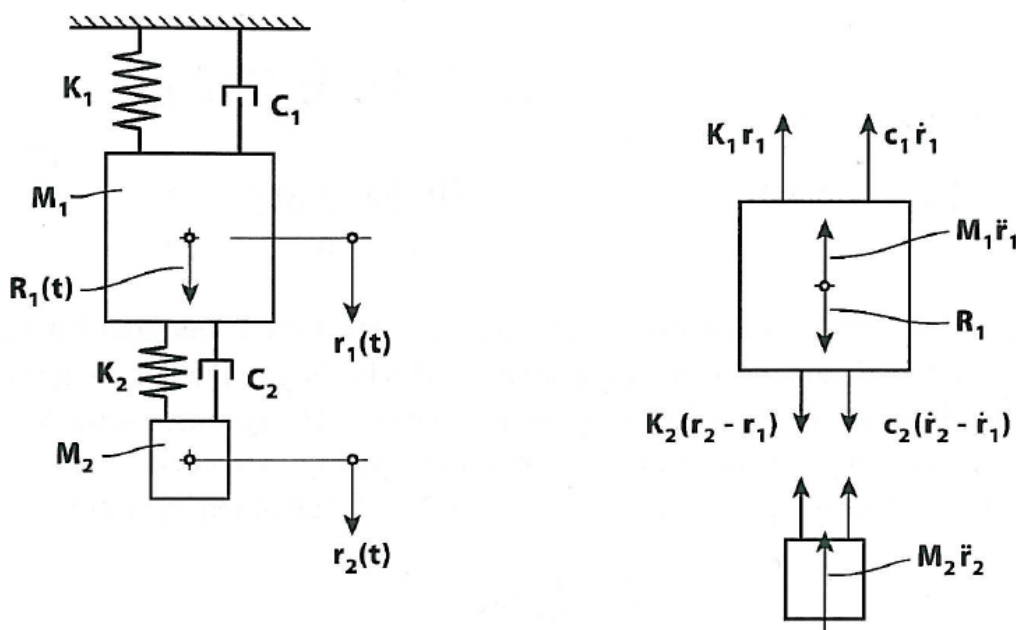 K₁
C₁
M₁
R₁(t)
r₁(t)
K₂
C₂
M₂
r₂(t)
K₁ r₁
c₁ ṙ₁
M₁ r̈₁
R₁
K₂(r₂ - r₁)
c₂(ṙ₂ - ṙ₁)
M₂ r̈₂